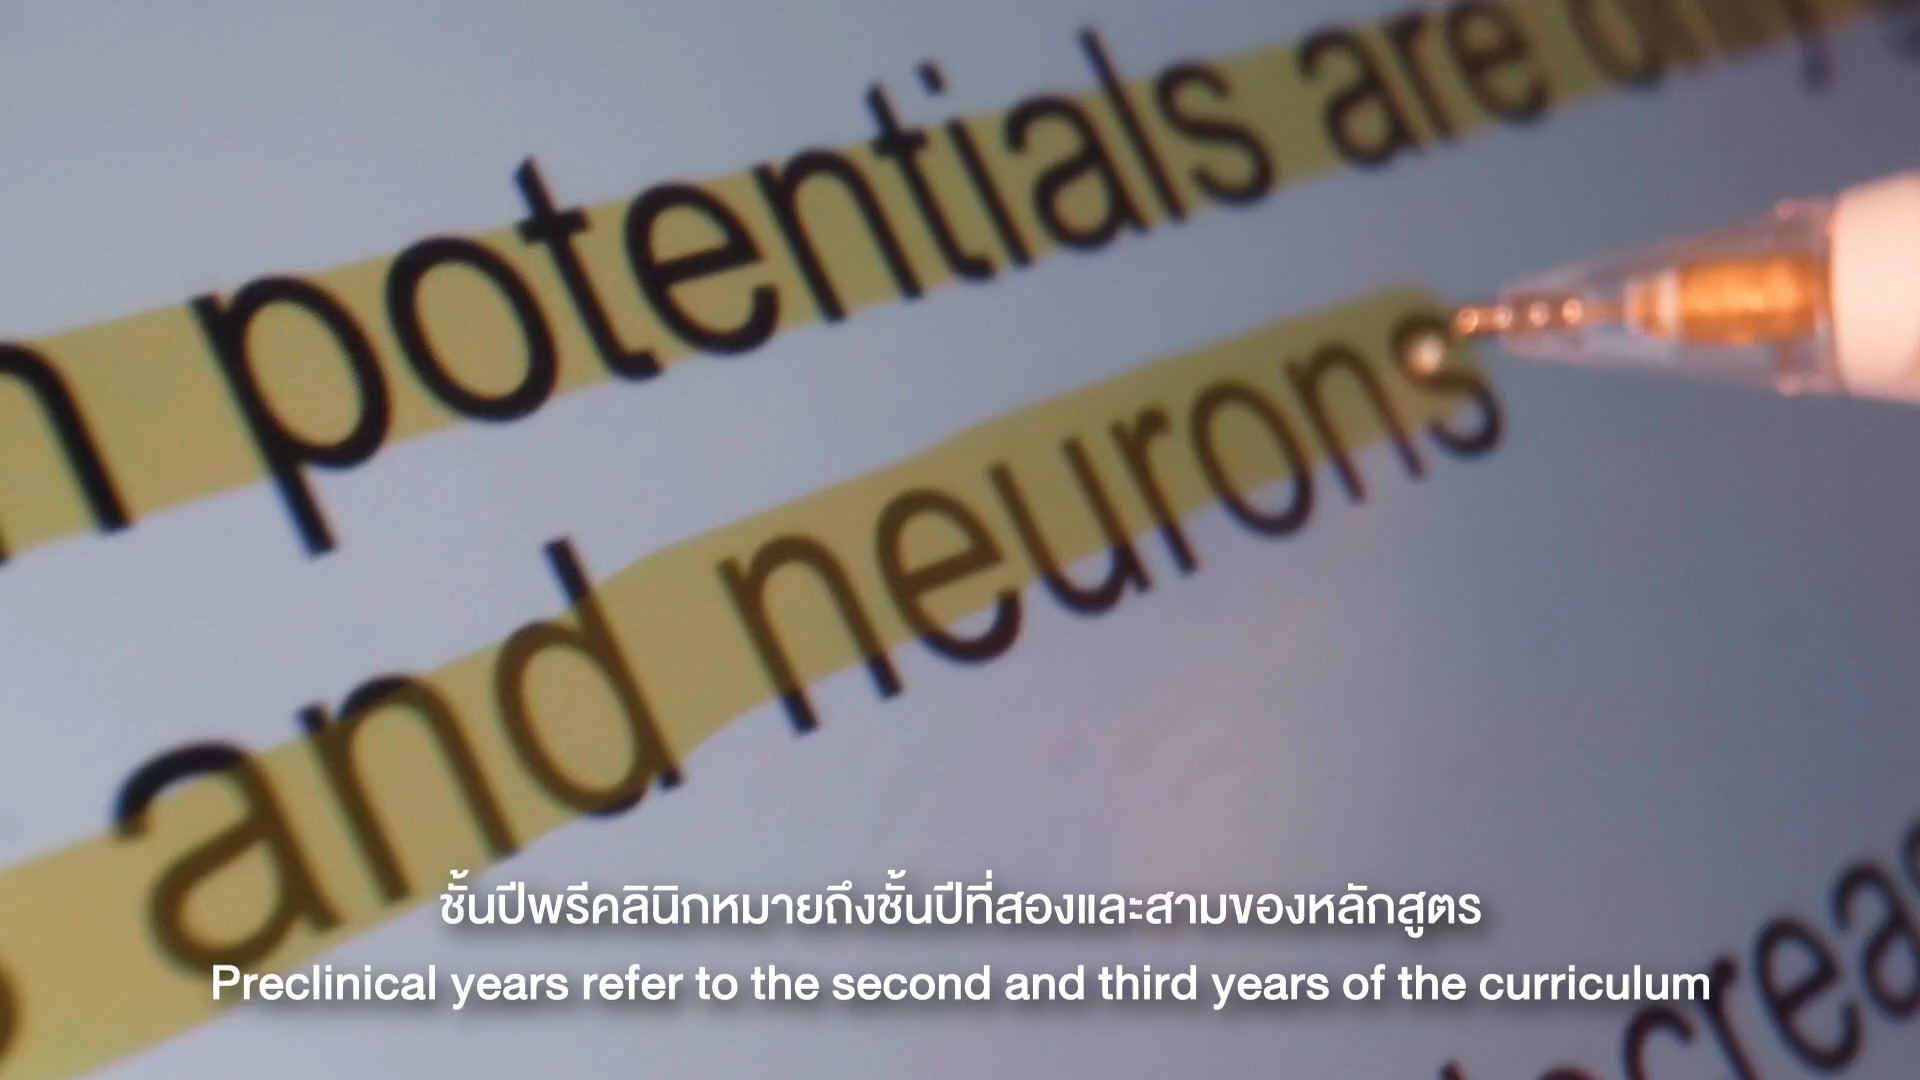 potentials are
and neurons
ชั้นปีพรีคลินิกหมายถึงชั้นปีที่สองและสามของหลักสูตร
Preclinical years refer to the second and third years of the curriculum